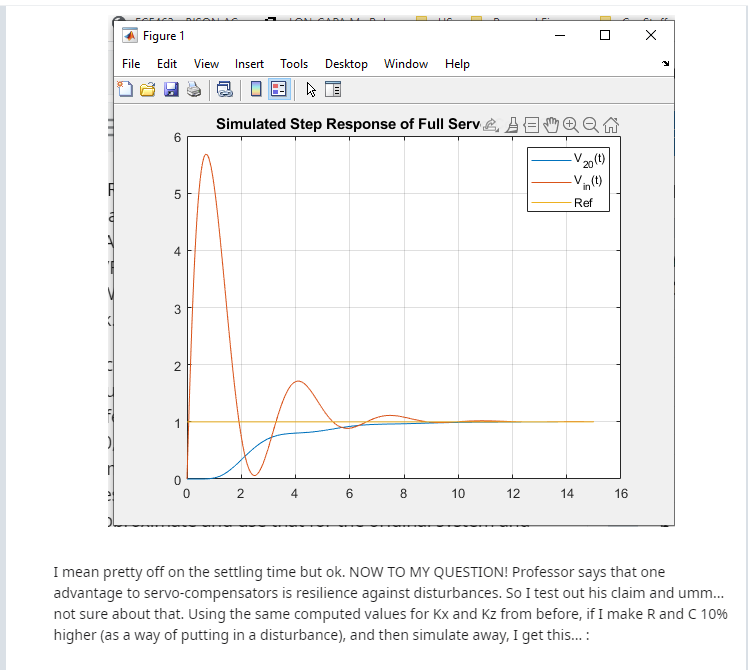 Figure 1
File Edit View Insert Tools Desktop Window Help
Simulated Step Response of Full Serv
V20(t)
Vin(t)
Ref
6
5
4
3
2
1
0
0 2 4 6 8 10 12 14 16
I mean pretty off on the settling time but ok. NOW TO MY QUESTION! Professor says that one
advantage to servo-compensators is resilience against disturbances. So I test out his claim and umm...
not sure about that. Using the same computed values for Kx and Kz from before, if I make R and C 10%
higher (as a way of putting in a disturbance), and then simulate away, I get this... :